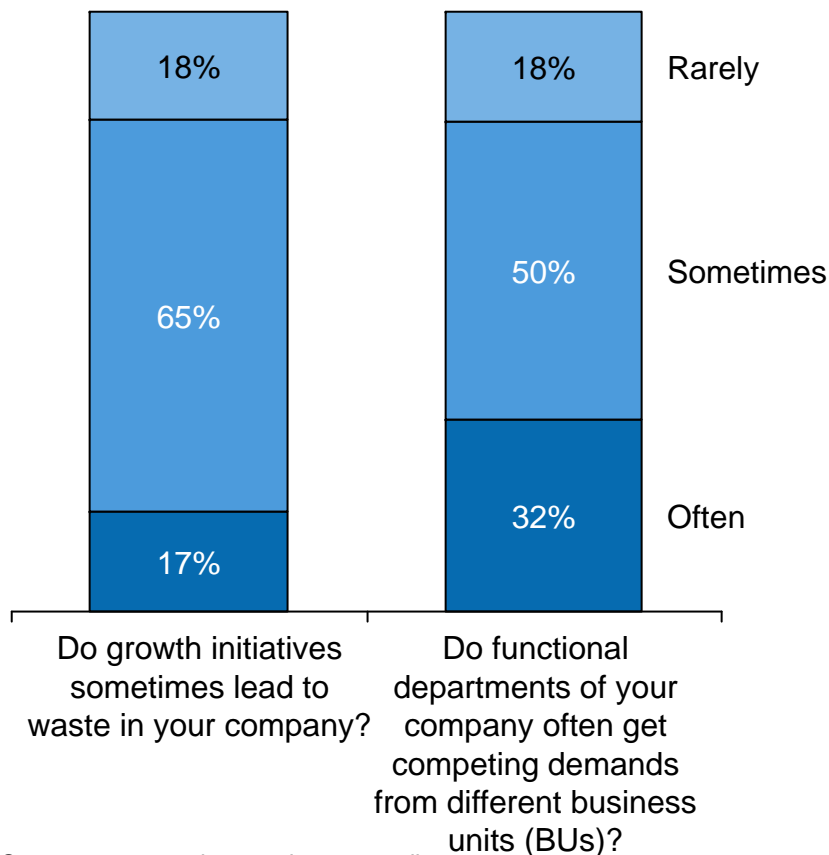 18%
18%
Rarely
65%
50%
Sometimes
17%
32%
Often
Do growth initiatives
sometimes lead to
waste in your company?
Do functional
departments of your
company often get
competing demands
from different business
units (BUs)?